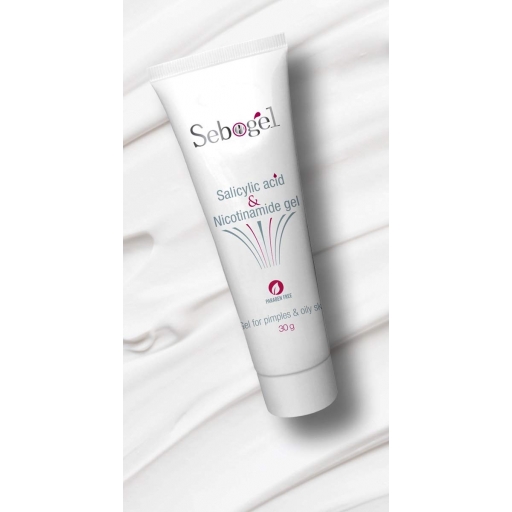 Sebogel
Salicylic acid
&
Nicotinamide gel
PARABEN FREE
Gel for pimples & oily
30 g